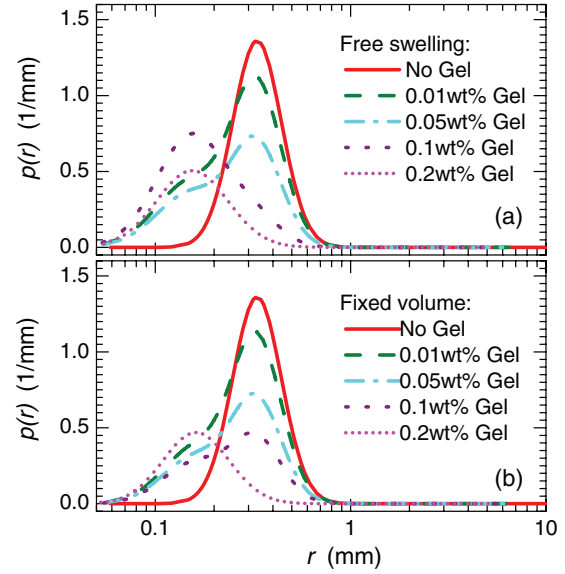 1.5
1.0
0.5
0.0
p(r) (1/mm)
Free swelling:
No Gel
0.01wt% Gel
0.05wt% Gel
0.1wt% Gel
0.2wt% Gel
(a)
1.5
1.0
0.5
0.0
p(r) (1/mm)
Fixed volume:
No Gel
0.01wt% Gel
0.05wt% Gel
0.1wt% Gel
0.2wt% Gel
(b)
0.1 1 10
r (mm)